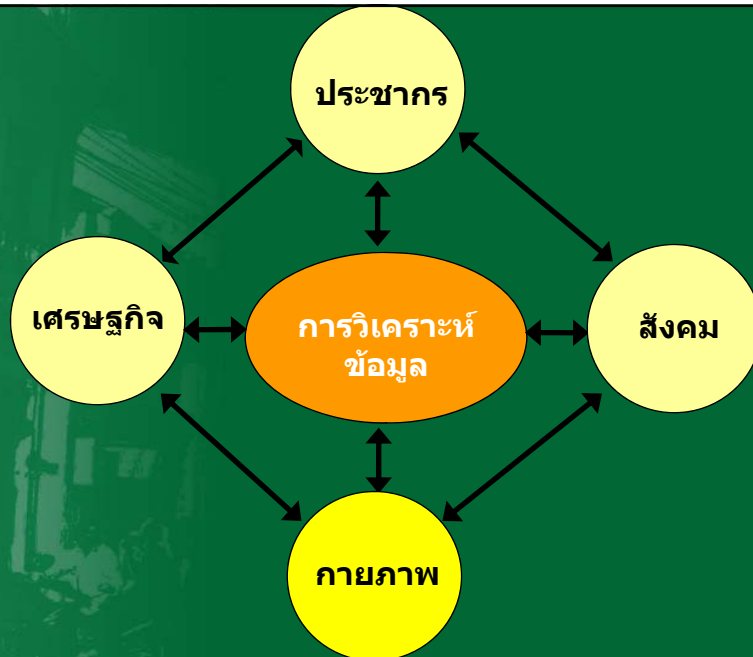 ประชากร
เศรษฐกิจ
การวิเคราะห์
ข้อมูล
สังคม
กายภาพ